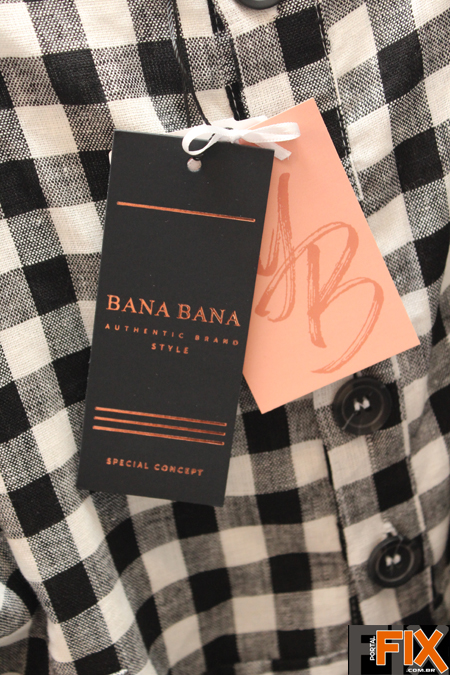 BANA BANA
AUTHENTIC BRAND
STYLE
SPECIAL CONCEPT
B
PORTAL
FIX
.COM.BR